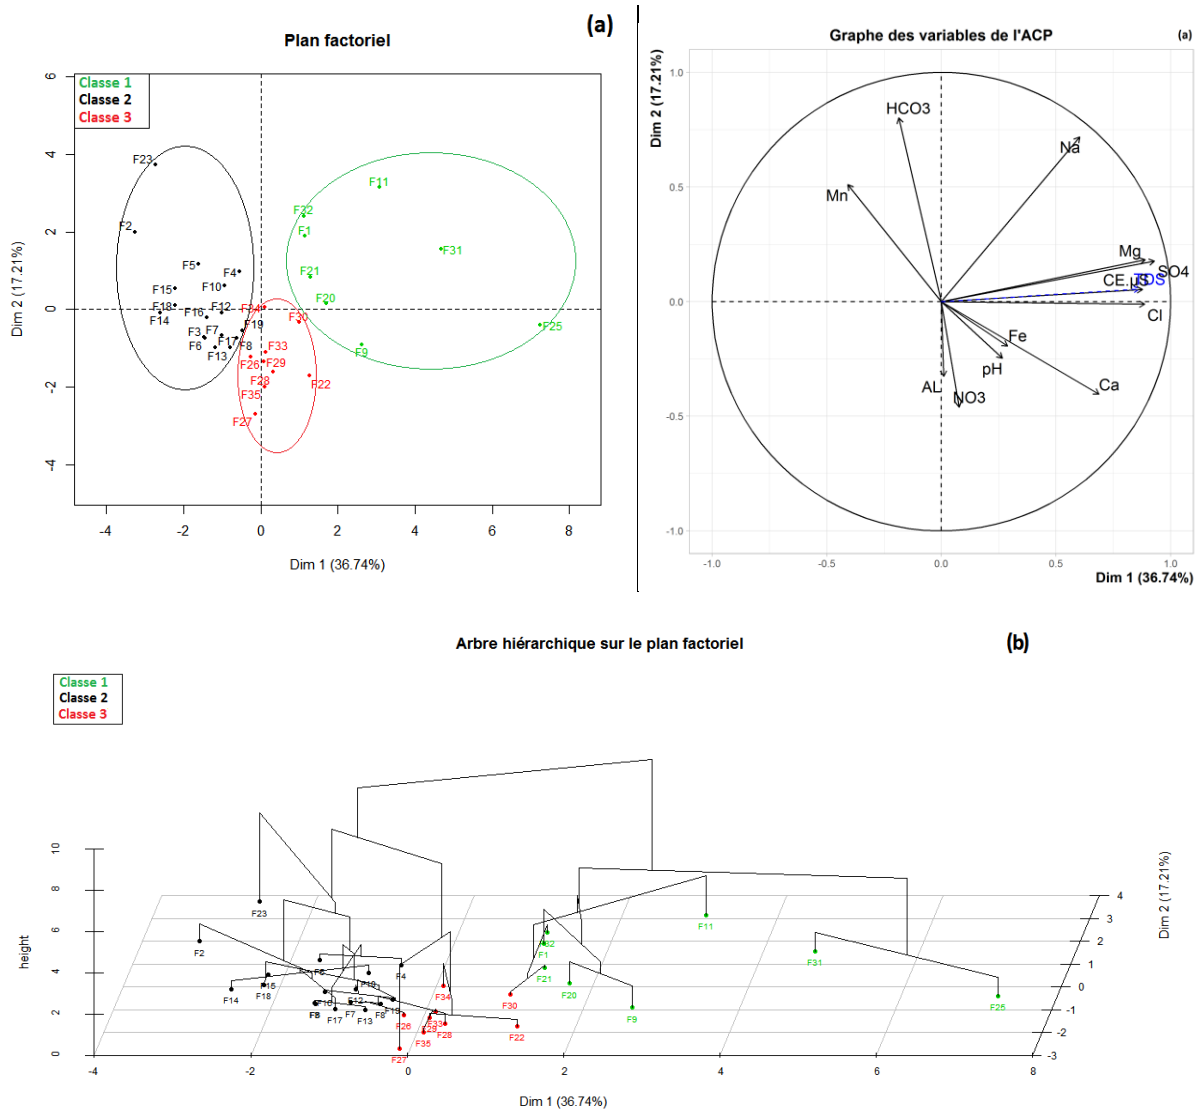 (a)
Plan factoriel
Classe 1
Classe 2
Classe 3
6
4
2
0
-2
-4
Dim 2 (17.21%)
F23
F2
F5
F4
F15
F10
F18
F14
F16
F12
F19
F3
F7
F6
F17
F8
F13
F11
F32
F1
F31
F21
F20
F25
F9
F34
F30
F33
F26
F29
F28
F22
F35
F27
-4
-2
0
2
4
6
8
Dim 1 (36.74%)
Graphe des variables de l'ACP
(a)
Dim 2 (17.21%)
1.0
0.5
0.0
-0.5
-1.0
HCO3
Na
Mn
Mg
SO4
CE.µS
TDS
Cl
Fe
pH
AL
NO3
Ca
-1.0
-0.5
0.0
0.5
1.0
Dim 1 (36.74%)
Arbre hiérarchique sur le plan factoriel
(b)
Classe 1
Classe 2
Classe 3
height
10
8
6
4
2
0
F23
F2
F4
F15
F14
F18
F10
F12
F17
F7
F13
F8
F19
F34
F30
F26
F33
F29
F28
F35
F22
F27
F11
F1
F21
F20
F9
F31
F25
4
3
2
1
0
-1
-2
-3
Dim 2 (17.21%)
-4
-2
0
2
4
6
8
Dim 1 (36.74%)